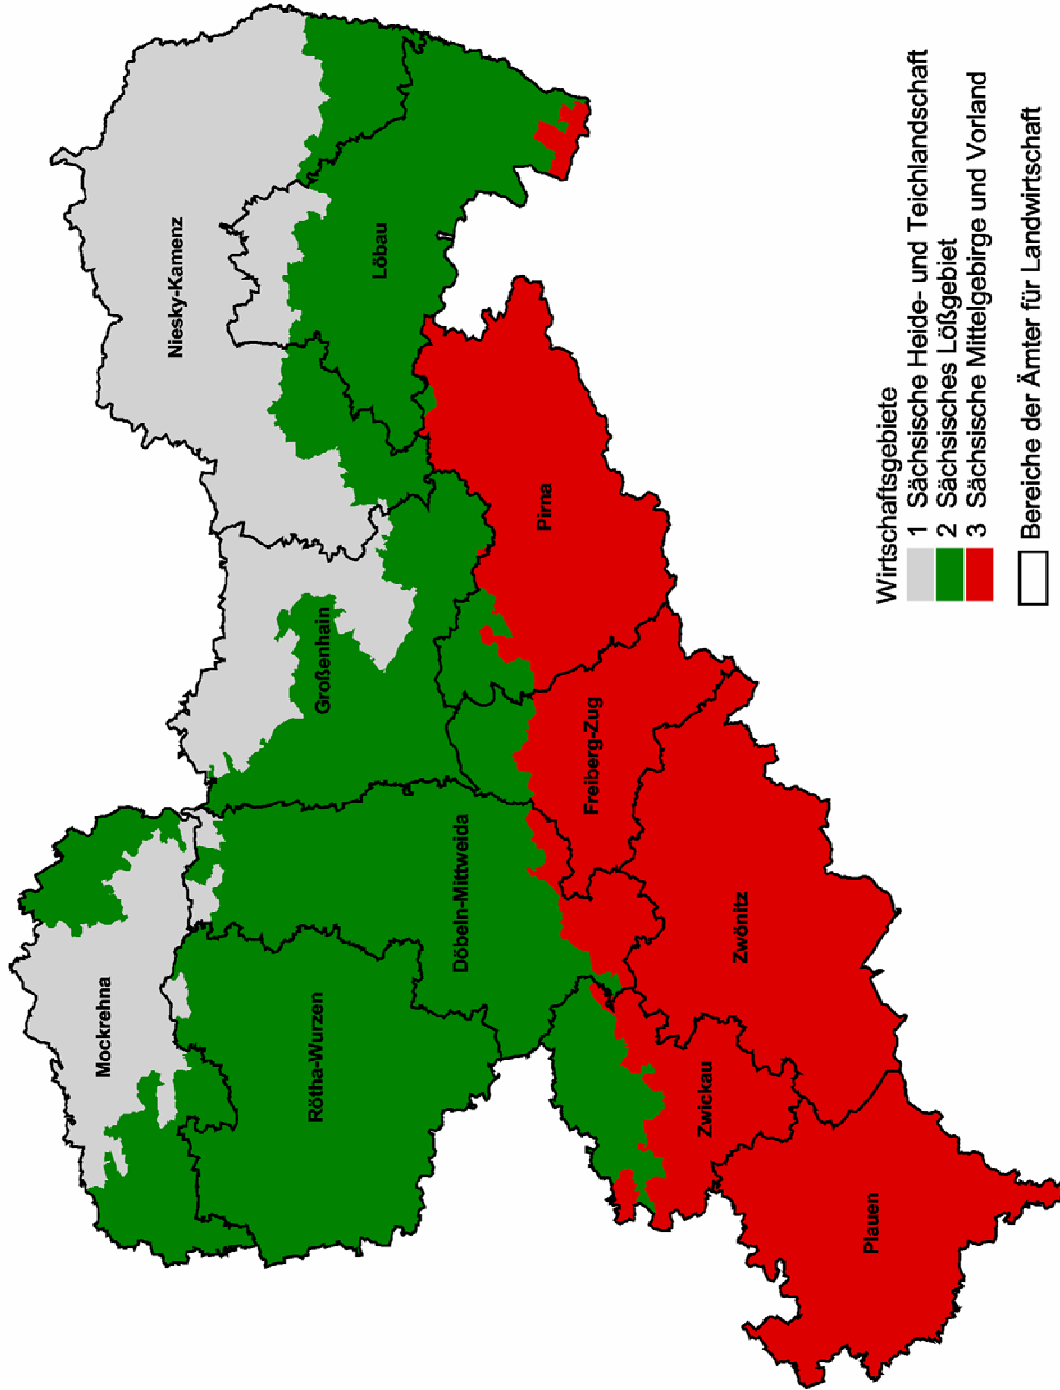 Mockrehna
Niesky-Kamenz
Großenhain
Löbau
Rötha-Wurzen
Döbeln-Mittweida
Pirna
Freiberg-Zug
Zwickau
Zwönitz
Plauen
Wirtschaftsgebiete
1 Sächsische Heide- und Teichlandschaft
2 Sächsisches Lößgebiet
3 Sächsische Mittelgebirge und Vorland
Bereiche der Ämter für Landwirtschaft